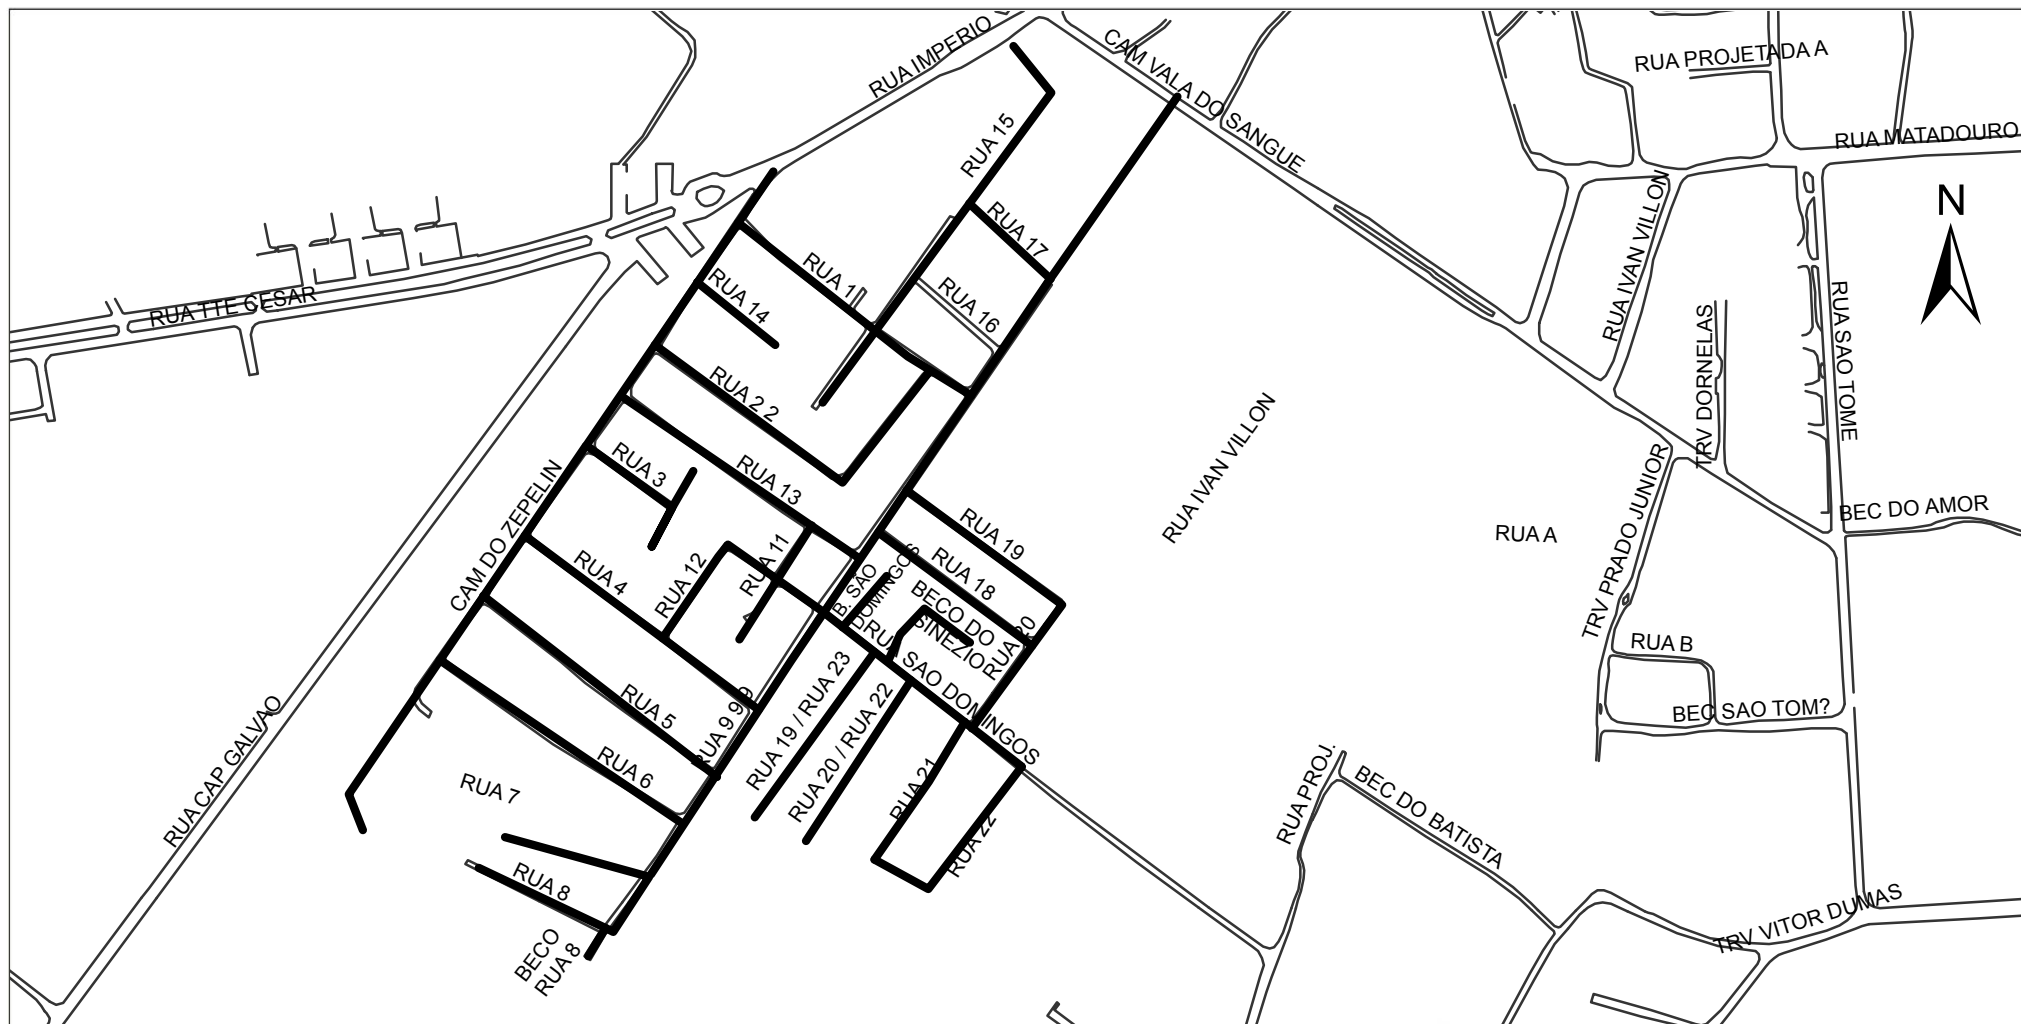 RUA IMPERIO
CAM VALA DO SANGUE
RUA PROJETADA A
RUA MATADOURO
RUA 15
N
RUA 17
RUA IVAN VILLON
RUA TTE CESAR
RUA 1
RUA 14
RUA 16
RUA SAO TOME
TRV DORNELAS
RUA 2 2
RUA IVAN VILLON
RUA 3
RUA 13
CAM DO ZEPELIN
RUA 19
RUA A
BEC DO AMOR
TRV PRADO JUNIOR
RUA 4
RUA 12
RUA 11
B. SAO
DOMINGOS
RUA 18
BECO DO
SINEZIO
RUA 20
RUA B
RUA SAO DOMINGOS
RUA 5
RUA 9 9 9
RUA 19 / RUA 23
RUA 20 / RUA 22
BEC SAO TOM?
RUA CAP GALVAO
RUA 6
RUA 7
RUA 21
RUA 22
RUA PROJ.
BEC DO BATISTA
RUA 8
BECO
RUA 8
TRV VITOR DUMAS